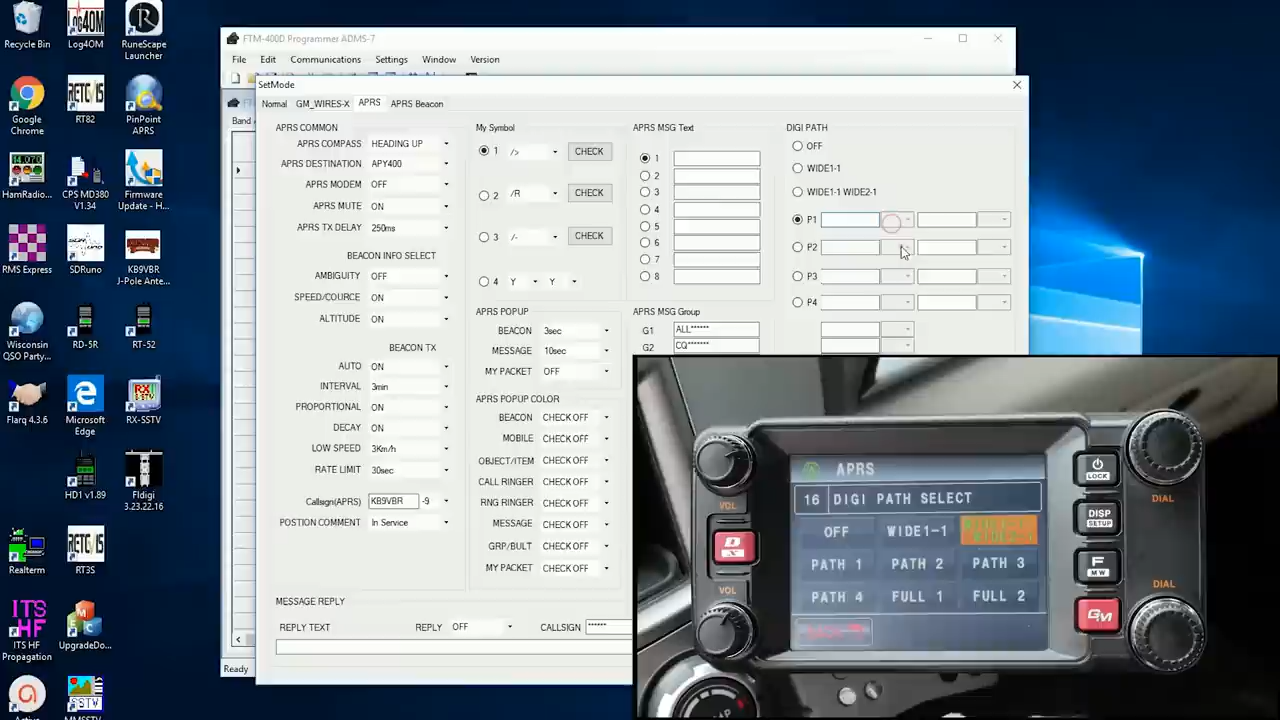 Recycle Bin
Log4OM
RuneScape
Launcher
Google
Chrome
RT82
PinPoint
APRS
HamRadio...
CPS MD380
V1.34
Firmware
Update - H...
RMS Express
SDRuno
KB9VBR
J-Pole Ante...
Wisconsin
QSO Party...
RD-5R
RT-52
Flarq 4.3.6
Microsoft
Edge
RX-SSTV
HD1 v1.89
Fldigi
3.23.22.16
Realterm
RT3S
ITS HF
Propagation
UpgradeDo...
FTM-400D Programmer ADMS-7
File Edit Communications Settings Window Version
Band
Ready
SetMode
Normal GM_WIRES-X APRS APRS Beacon
APRS COMMON
APRS COMPASS HEADING UP
APRS DESTINATION APY400
APRS MODEM OFF
APRS MUTE ON
APRS TX DELAY 250ms
BEACON INFO SELECT
AMBIGUITY OFF
SPEED/COURCE ON
ALTITUDE ON
BEACON TX
AUTO ON
INTERVAL 3min
PROPORTIONAL ON
DECAY ON
LOW SPEED 3Km/h
RATE LIMIT 30sec
Callsign(APRS) KB9VBR -9
POSTION COMMENT In Service
My Symbol
1 /> CHECK
2 /R CHECK
3 /- CHECK
4 Y Y
APRS POPUP
BEACON 3sec
MESSAGE 10sec
MY PACKET OFF
APRS POPUP COLOR
BEACON CHECK OFF
MOBILE CHECK OFF
OBJECT/ITEM CHECK OFF
CALL RINGER CHECK OFF
RNG RINGER CHECK OFF
MESSAGE CHECK OFF
GRP/BULT CHECK OFF
MY PACKET CHECK OFF
APRS MSG Text
1
2
3
4
5
6
7
8
APRS MSG Group
G1 ALL******
G2 CQ*******
DIGI PATH
OFF
WIDE1-1
WIDE1-1 WIDE2-1
P1
P2
P3
P4
MESSAGE REPLY
REPLY TEXT REPLY OFF CALLSIGN ******
APRS
16 DIGI PATH SELECT
OFF WIDE1-1
PATH 1 PATH 2 PATH 3
PATH 4 FULL 1 FULL 2
VOL
VOL
LOCK
DISP
SETUP
F
MW
GM
DIAL
DIAL